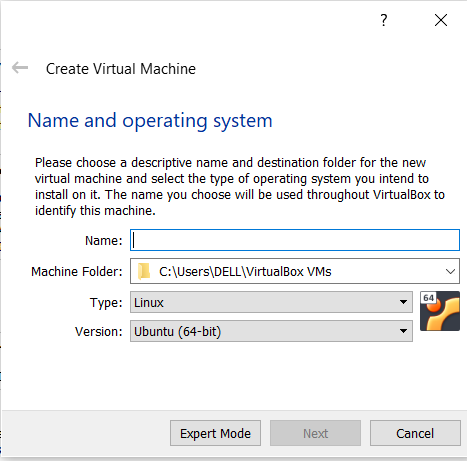 ?
Create Virtual Machine
Name and operating system
Please choose a descriptive name and destination folder for the new
virtual machine and select the type of operating system you intend to
install on it. The name you choose will be used throughout VirtualBox to
identify this machine.
Name:
Machine Folder: C:\Users\DELL\VirtualBox VMs
Type: Linux
64
Version: Ubuntu (64-bit)
Expert Mode Next Cancel